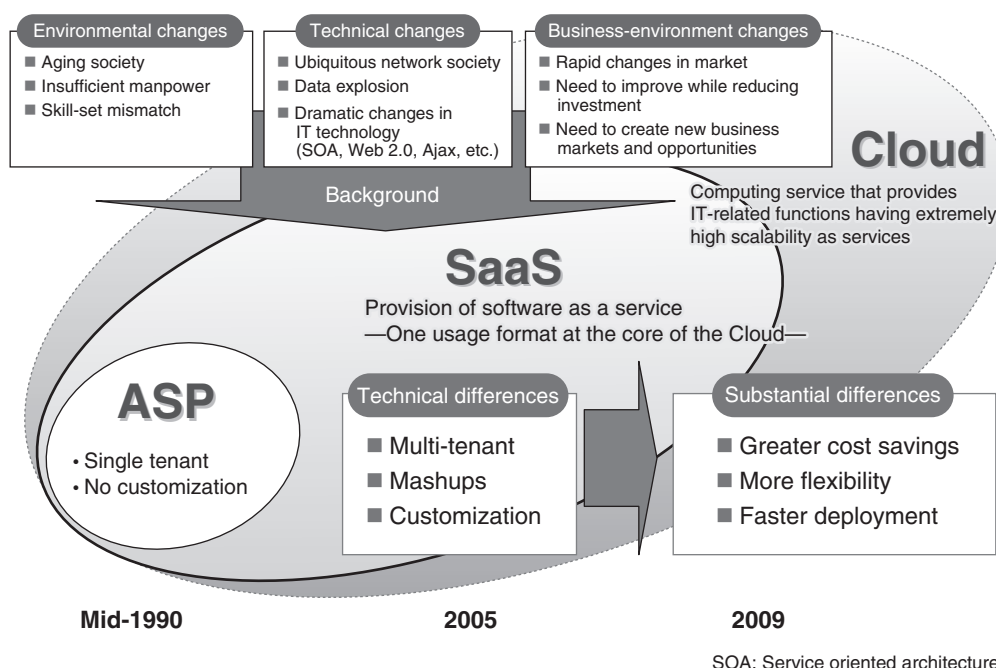 Environmental changes
■ Aging society
■ Insufficient manpower
■ Skill-set mismatch
Technical changes
■ Ubiquitous network society
■ Data explosion
■ Dramatic changes in
IT technology
(SOA, Web 2.0, Ajax, etc.)
Business-environment changes
■ Rapid changes in market
■ Need to improve while reducing
investment
■ Need to create new business
markets and opportunities
Background
Cloud
Computing service that provides
IT-related functions having extremely
high scalability as services
SaaS
Provision of software as a service
—One usage format at the core of the Cloud—
ASP
• Single tenant
• No customization
Technical differences
■ Multi-tenant
■ Mashups
■ Customization
Substantial differences
■ Greater cost savings
■ More flexibility
■ Faster deployment
Mid-1990
2005
2009
SOA: Service oriented architecture